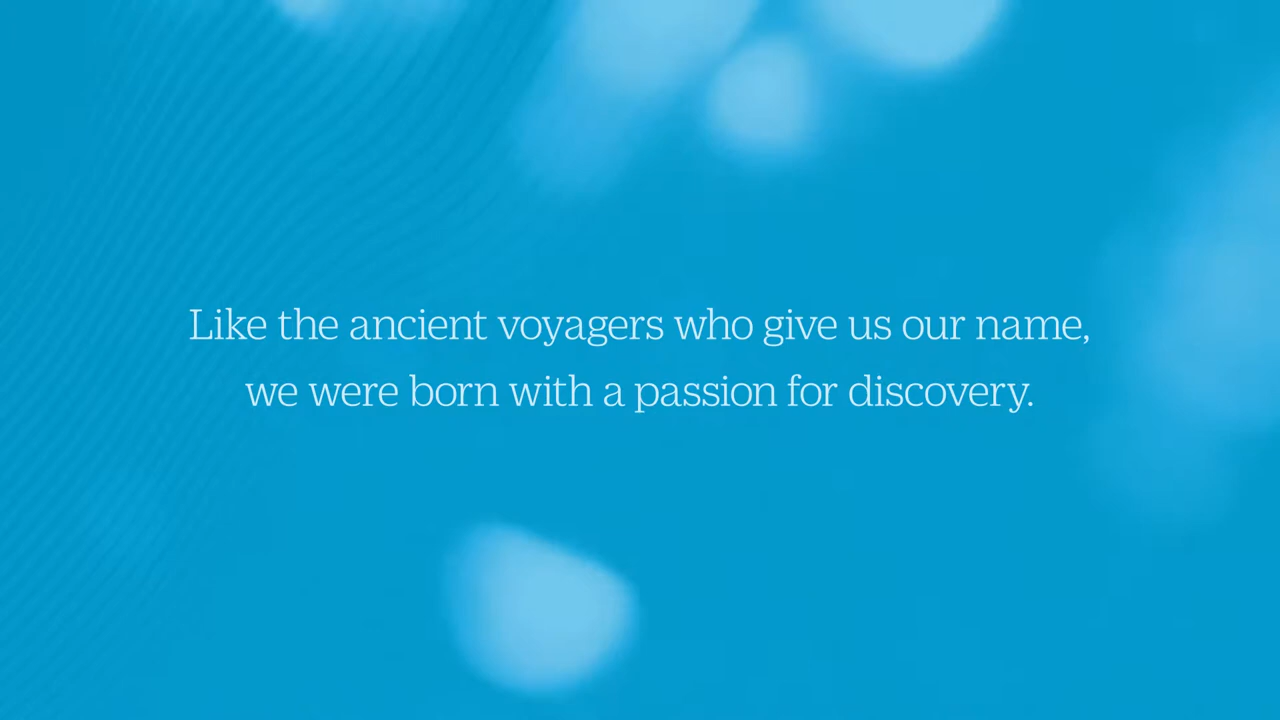 Like the ancient voyagers who give us our name,
we were born with a passion for discovery.